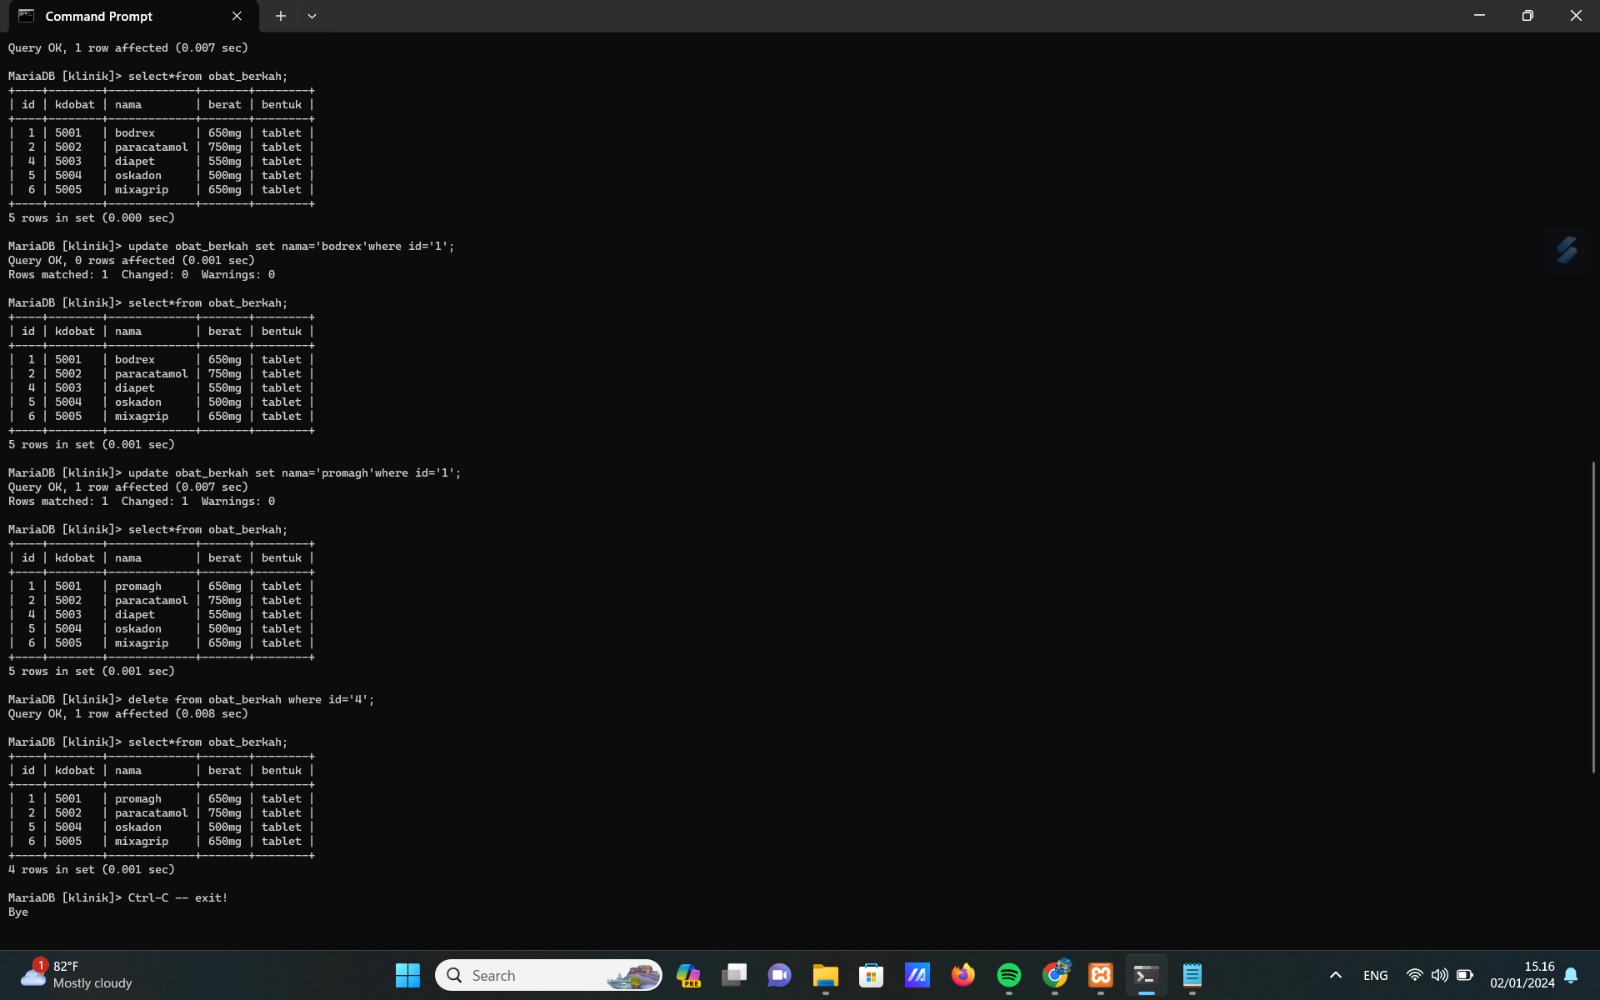 Command Prompt
Query OK, 1 row affected (0.007 sec)
MariaDB [klinik]> select*from obat_berkah;
+----+--------+-------------+-------+--------+
| id | kdobat | nama        | berat | bentuk |
+----+--------+-------------+-------+--------+
|  1 | 5001   | bodrex      | 650mg | tablet |
|  2 | 5002   | paracatamol | 750mg | tablet |
|  4 | 5003   | diapet      | 550mg | tablet |
|  5 | 5004   | oskadon     | 500mg | tablet |
|  6 | 5005   | mixagrip    | 650mg | tablet |
+----+--------+-------------+-------+--------+
5 rows in set (0.000 sec)
MariaDB [klinik]> update obat_berkah set nama='bodrex'where id='1';
Query OK, 0 rows affected (0.001 sec)
Rows matched: 1  Changed: 0  Warnings: 0
MariaDB [klinik]> select*from obat_berkah;
+----+--------+-------------+-------+--------+
| id | kdobat | nama        | berat | bentuk |
+----+--------+-------------+-------+--------+
|  1 | 5001   | bodrex      | 650mg | tablet |
|  2 | 5002   | paracatamol | 750mg | tablet |
|  4 | 5003   | diapet      | 550mg | tablet |
|  5 | 5004   | oskadon     | 500mg | tablet |
|  6 | 5005   | mixagrip    | 650mg | tablet |
+----+--------+-------------+-------+--------+
5 rows in set (0.001 sec)
MariaDB [klinik]> update obat_berkah set nama='promagh'where id='1';
Query OK, 1 row affected (0.007 sec)
Rows matched: 1  Changed: 1  Warnings: 0
MariaDB [klinik]> select*from obat_berkah;
+----+--------+-------------+-------+--------+
| id | kdobat | nama        | berat | bentuk |
+----+--------+-------------+-------+--------+
|  1 | 5001   | promagh     | 650mg | tablet |
|  2 | 5002   | paracatamol | 750mg | tablet |
|  4 | 5003   | diapet      | 550mg | tablet |
|  5 | 5004   | oskadon     | 500mg | tablet |
|  6 | 5005   | mixagrip    | 650mg | tablet |
+----+--------+-------------+-------+--------+
5 rows in set (0.001 sec)
MariaDB [klinik]> delete from obat_berkah where id='4';
Query OK, 1 row affected (0.008 sec)
MariaDB [klinik]> select*from obat_berkah;
+----+--------+-------------+-------+--------+
| id | kdobat | nama        | berat | bentuk |
+----+--------+-------------+-------+--------+
|  1 | 5001   | promagh     | 650mg | tablet |
|  2 | 5002   | paracatamol | 750mg | tablet |
|  5 | 5004   | oskadon     | 500mg | tablet |
|  6 | 5005   | mixagrip    | 650mg | tablet |
+----+--------+-------------+-------+--------+
4 rows in set (0.001 sec)
MariaDB [klinik]> Ctrl-C -- exit!
Bye
1
82°F
Mostly cloudy
Search
PRE
ENG
15.16
02/01/2024